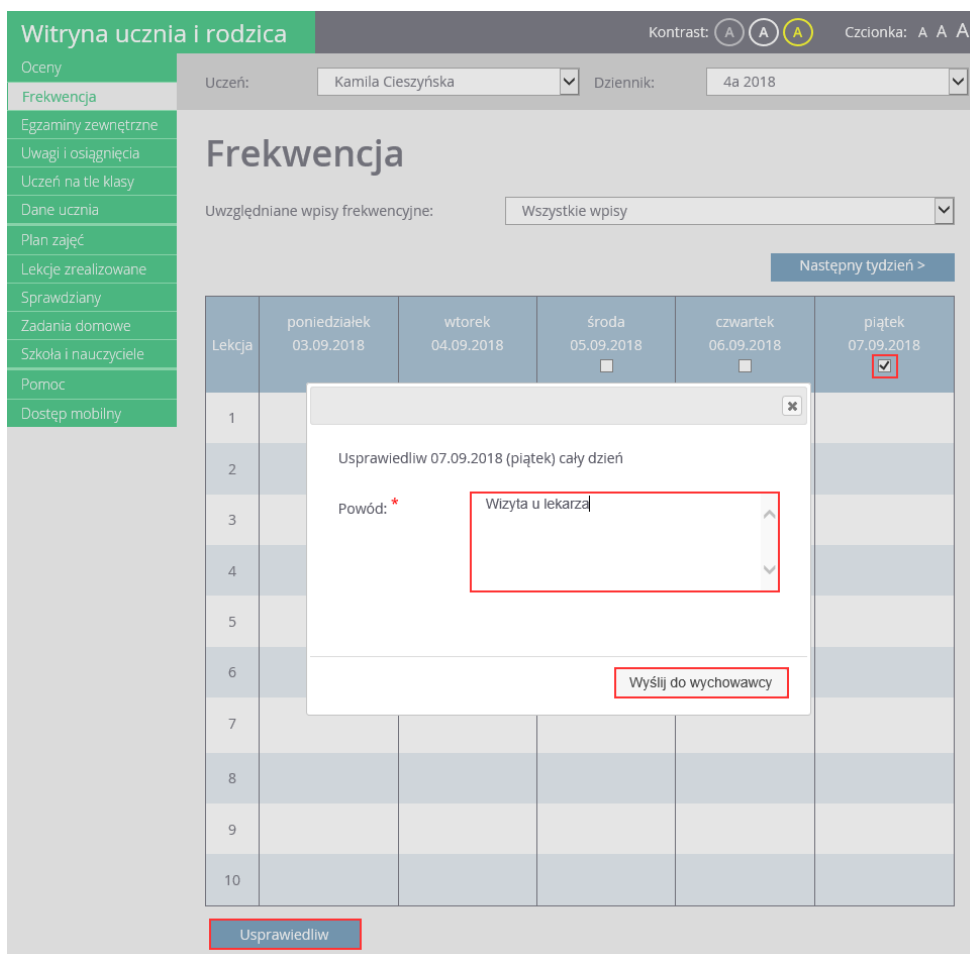 Witryna ucznia i rodzica
Kontrast: A A A Czcionka: A A A
Oceny
Frekwencja
Egzaminy zewnętrzne
Uwagi i osiągnięcia
Uczeń na tle klasy
Dane ucznia
Plan zajęć
Lekcje zrealizowane
Sprawdziany
Zadania domowe
Szkoła i nauczyciele
Pomoc
Dostęp mobilny
Uczeń: Kamila Cieszyńska Dziennik: 4a 2018
Frekwencja
Uwzględniane wpisy frekwencyjne: Wszystkie wpisy
Następny tydzień >
Lekcja
poniedziałek
03.09.2018
wtorek
04.09.2018
środa
05.09.2018
czwartek
06.09.2018
piątek
07.09.2018
1
2
3
4
5
6
7
8
9
10
Usprawiedliw 07.09.2018 (piątek) cały dzień
Powód: * Wizyta u lekarza
Wyślij do wychowawcy
Usprawiedliw